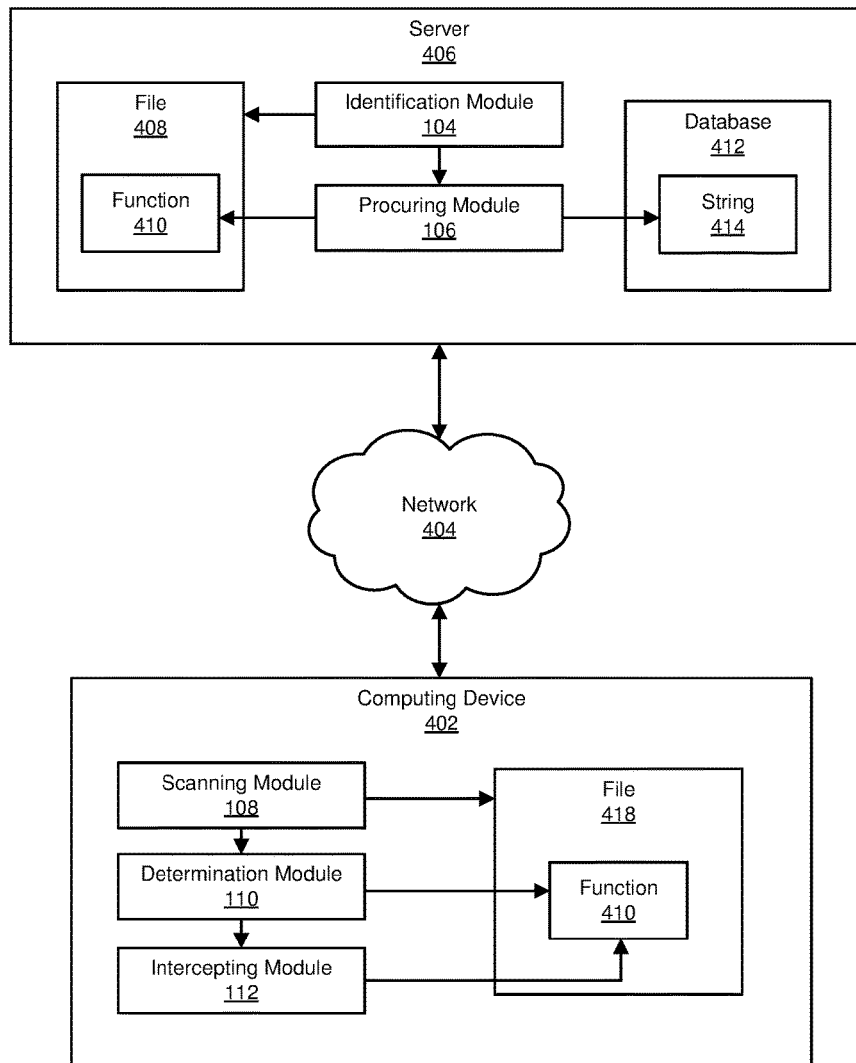 Server
406
File
408
Identification Module
104
Database
412
Function
410
Procuring Module
106
String
414
Network
404
Computing Device
402
Scanning Module
108
File
418
Determination Module
110
Function
410
Intercepting Module
112